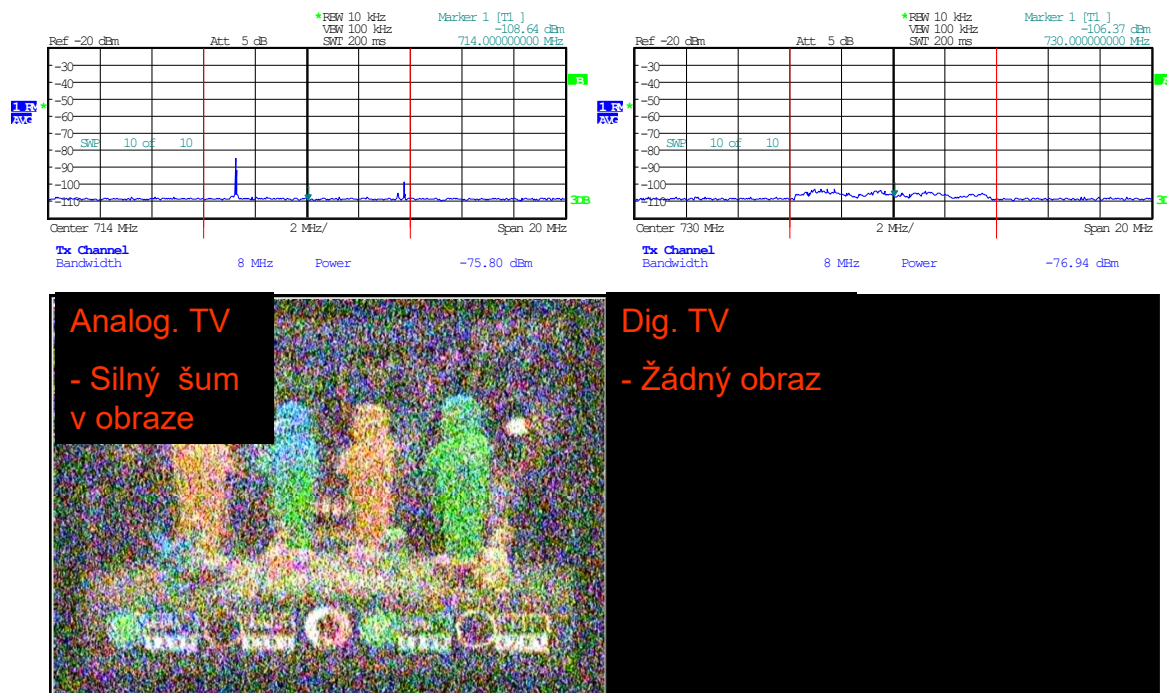 *RBW 10 kHz Marker 1 [T1 ]
VBW 100 kHz -108.64 dBm
Ref -20 dBm Att 5 dB SWT 200 ms 714.000000000 MHz
-30
-40
B
-50
1 RM *
AVG
-60
-70
SWP 10 of 10
-80
-90
-100
-110
3DB
Center 714 MHz 2 MHz/ Span 20 MHz
Tx Channel
Bandwidth 8 MHz Power -75.80 dBm
*RBW 10 kHz Marker 1 [T1 ]
VBW 100 kHz -106.37 dBm
Ref -20 dBm Att 5 dB SWT 200 ms 730.000000000 MHz
-30
-40
-50
*
AVG
-60
-70
SWP 10 of 10
-80
-90
-100
-110
Center 730 MHz 2 MHz/ Span 20 MHz
Tx Channel
Bandwidth 8 MHz Power -76.94 dBm
Analog. TV
- Silný šum
v obraze
Dig. TV
- Žádný obraz